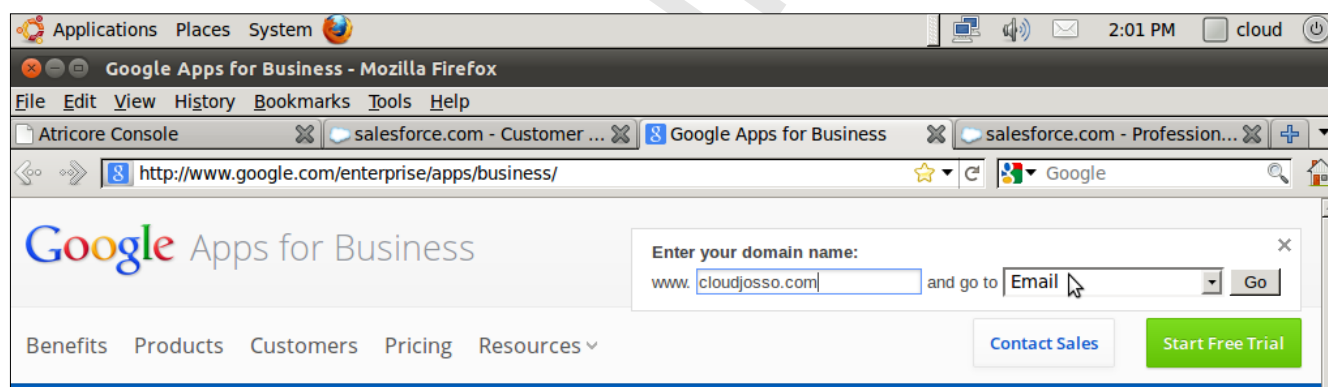 Applications Places System 2:01 PM cloud
Google Apps for Business - Mozilla Firefox
File Edit View History Bookmarks Tools Help
Atricore Console salesforce.com - Customer ... Google Apps for Business salesforce.com - Profession...
http://www.google.com/enterprise/apps/business/ Google
Google Apps for Business
Enter your domain name:
www. cloudjosso.com and go to Email Go
Benefits Products Customers Pricing Resources Contact Sales Start Free Trial